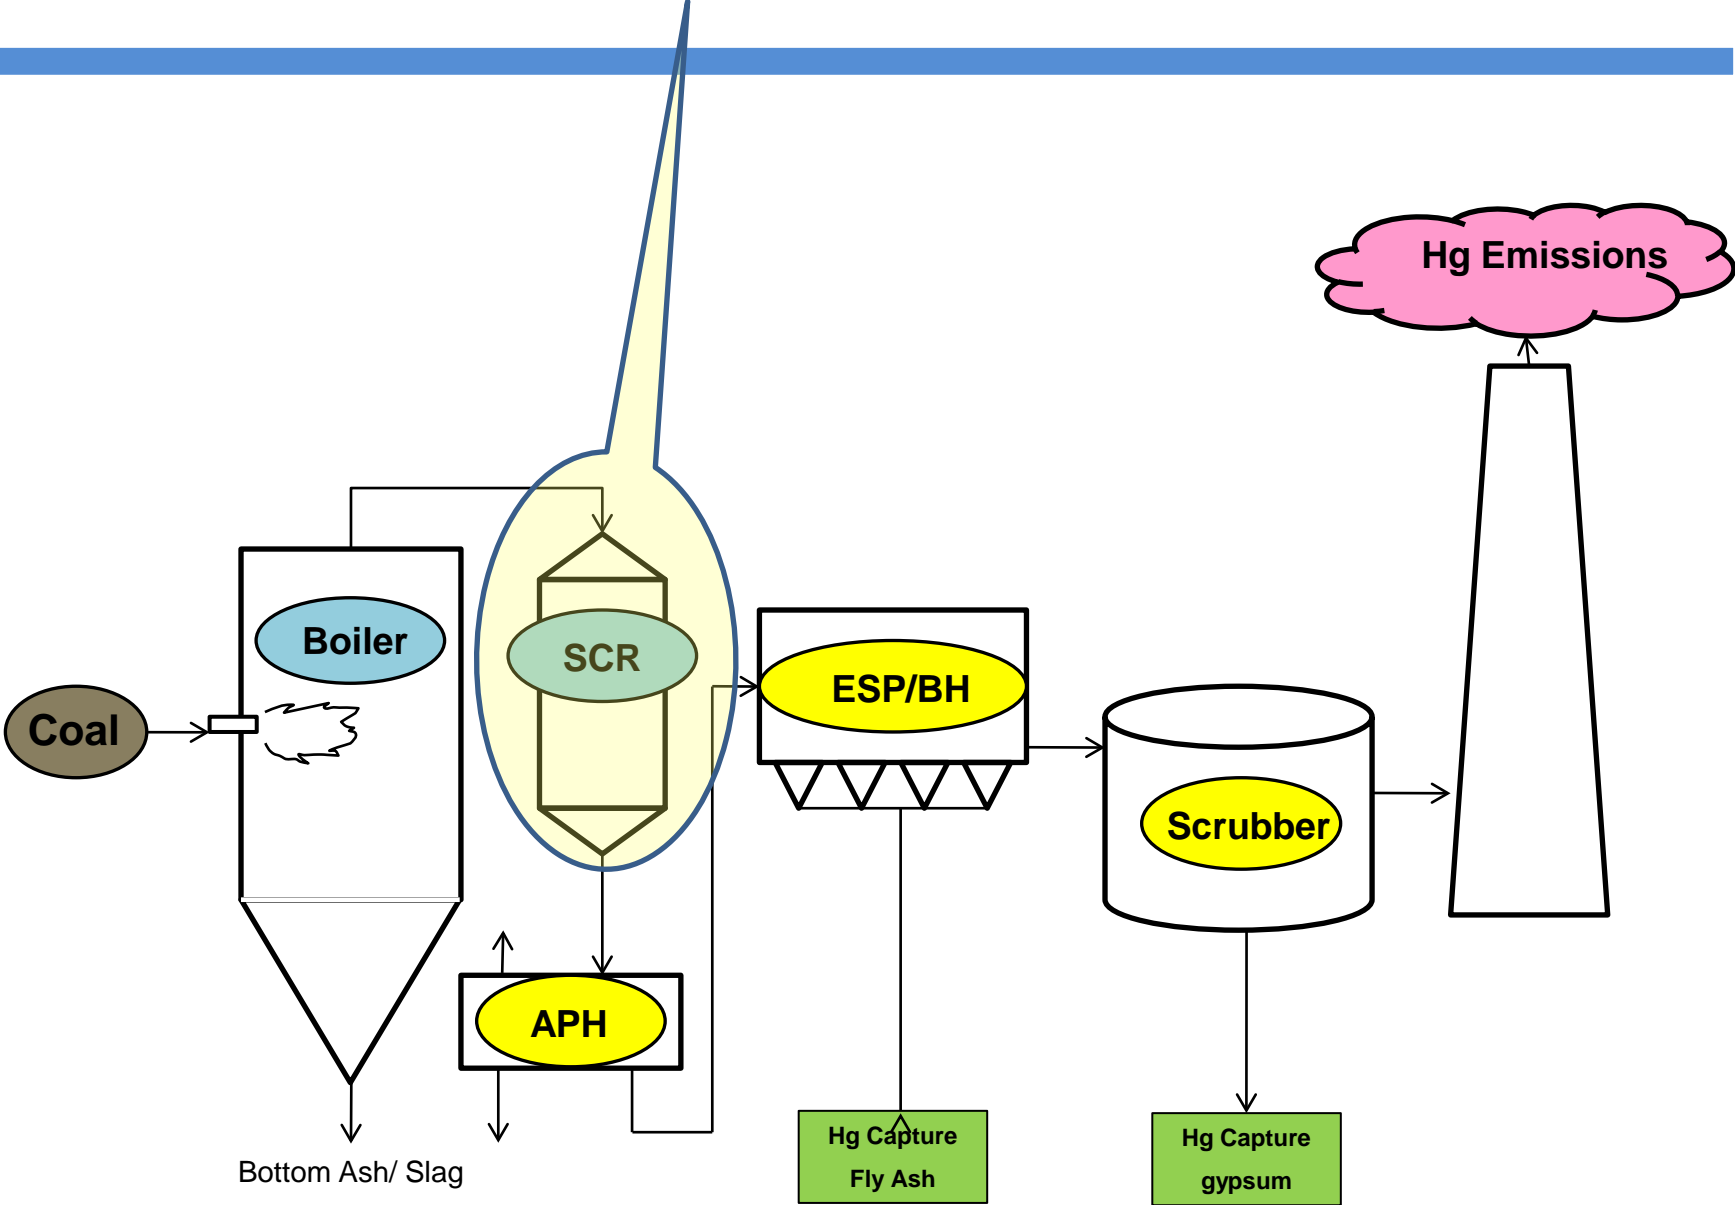 Hg Emissions
Boiler
SCR
Coal
ESP/BH
Scrubber
APH
Hg Capture
Fly Ash
Hg Capture
gypsum
Bottom Ash/ Slag